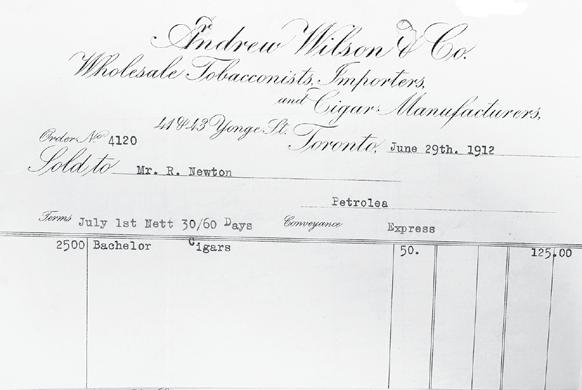 Andrew Wilson & Co.
Wholesale Tobacconists, Importers,
and Cigar Manufacturers,
41 & 43 Yonge St.
Order No 4120 Toronto, June 29th. 1912
Sold to Mr. R. Newton
Petrolea
Terms July 1st Nett 30/60 Days Conveyance Express
2500 Bachelor Cigars 50. 125.00